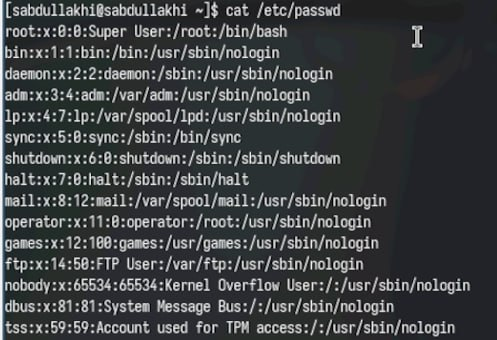 [sabdullakhi@sabdullakhi ~]$ cat /etc/passwd
root:x:0:0:Super User:/root:/bin/bash
bin:x:1:1:bin:/bin:/usr/sbin/nologin
daemon:x:2:2:daemon:/sbin:/usr/sbin/nologin
adm:x:3:4:adm:/var/adm:/usr/sbin/nologin
lp:x:4:7:lp:/var/spool/lpd:/usr/sbin/nologin
sync:x:5:0:sync:/sbin:/bin/sync
shutdown:x:6:0:shutdown:/sbin:/sbin/shutdown
halt:x:7:0:halt:/sbin:/sbin/halt
mail:x:8:12:mail:/var/spool/mail:/usr/sbin/nologin
operator:x:11:0:operator:/root:/usr/sbin/nologin
games:x:12:100:games:/usr/games:/usr/sbin/nologin
ftp:x:14:50:FTP User:/var/ftp:/usr/sbin/nologin
nobody:x:65534:65534:Kernel Overflow User:/:/usr/sbin/nologin
dbus:x:81:81:System Message Bus:/:/usr/sbin/nologin
tss:x:59:59:Account used for TPM access:/:/usr/sbin/nologin